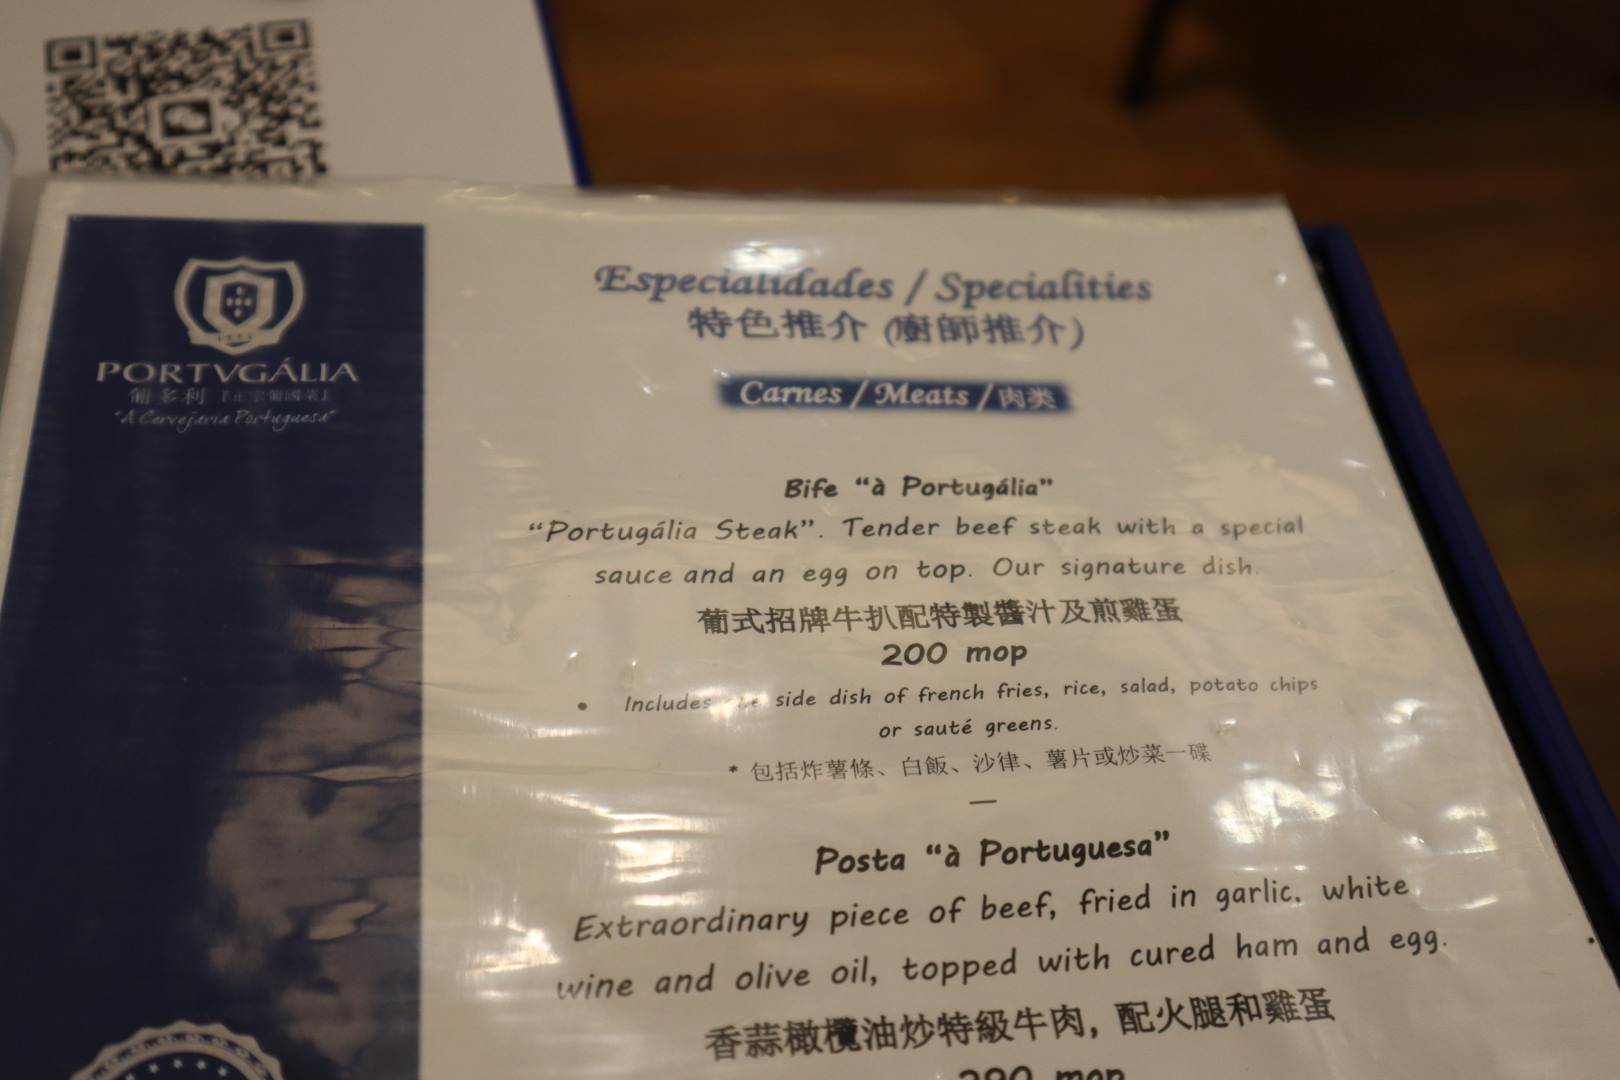 PORTVGÁLIA
葡多利『正宗葡國菜』
"A Cervejaria Portuguesa"
Especialidades / Specialities
特色推介 (廚師推介)
Carnes / Meats / 肉类
Bife “à Portugália”
“Portugália Steak”. Tender beef steak with a special
sauce and an egg on top. Our signature dish.
葡式招牌牛扒配特製醬汁及煎雞蛋
200 mop
• Includes side dish of french fries, rice, salad, potato chips
or sauté greens.
* 包括炸薯條、白飯、沙律、薯片或炒菜一碟
—
Posta “à Portuguesa”
Extraordinary piece of beef, fried in garlic, white
wine and olive oil, topped with cured ham and egg.
香蒜橄欖油炒特級牛肉，配火腿和雞蛋
mop